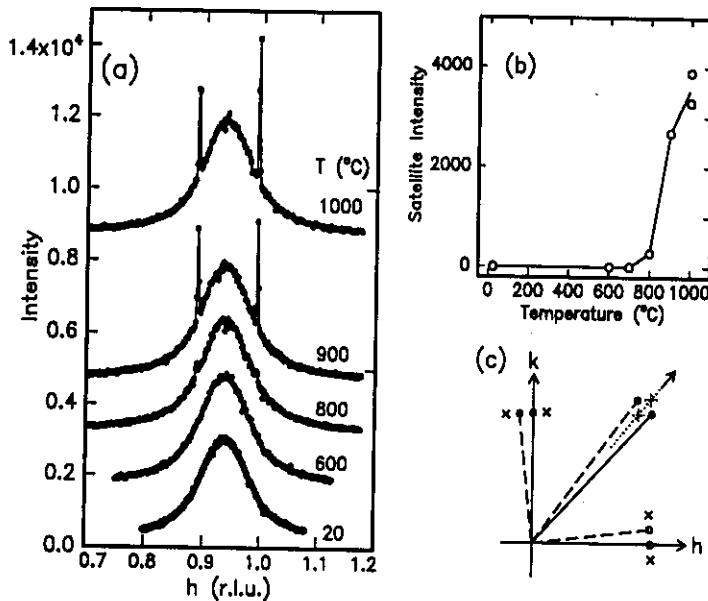 (a)
1.4x10⁴
1.2
1.0
0.8
0.6
0.4
0.2
0.0
Intensity
T (°C)
1000
900
800
600
20
0.7 0.8 0.9 1.0 1.1 1.2
h (r.l.u.)
(b)
4000
2000
0
Satellite Intensity
0 200 400 600 800 1000
Temperature (°C)
(c)
k
h